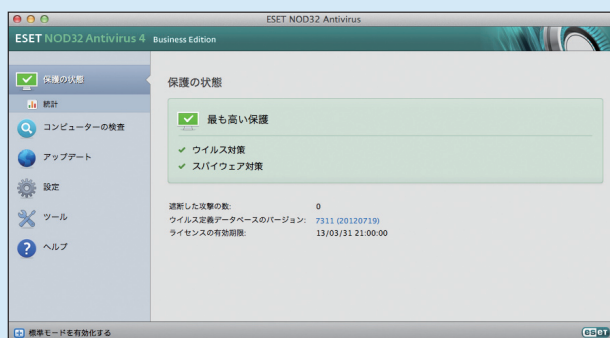 ESET NOD32 Antivirus
ESET NOD32 Antivirus 4 Business Edition
保護の状態
統計
コンピューターの検査
アップデート
設定
ツール
ヘルプ
保護の状態
最も高い保護
ウイルス対策
スパイウェア対策
遮断した攻撃の数: 0
ウイルス定義データベースのバージョン: 7311 (20120719)
ライセンスの有効期限: 13/03/31 21:00:00
標準モードを有効化する
eset